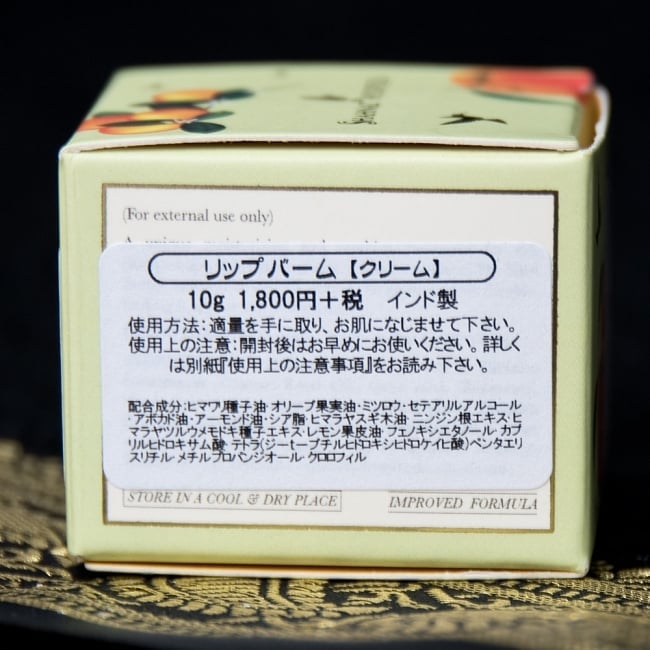 (For external use only)
リップバーム【クリーム】
10g 1,800円＋税 インド製
使用方法：適量を手に取り、お肌になじませて下さい。
使用上の注意：開封後はお早めにお使いください。詳しく
は別紙『使用上の注意事項』をお読み下さい。
配合成分：ヒマワリ種子油・オリーブ果実油・ミツロウ・セテアリルアルコール
・アボカド油・アーモンド油・シア脂・ヒマラヤスギ木油・ニンジン根エキス・ヒ
マラヤツルウメモドキ種子エキス・レモン果皮油・フェノキシエタノール・カプ
リルヒドロキサム酸・テトラ(ジ-t-ブチルヒドロキシヒドロケイヒ酸)ペンタエリ
スリチル・メチルプロパンジオール・クロロフィル
STORE IN A COOL & DRY PLACE
IMPROVED FORMULA